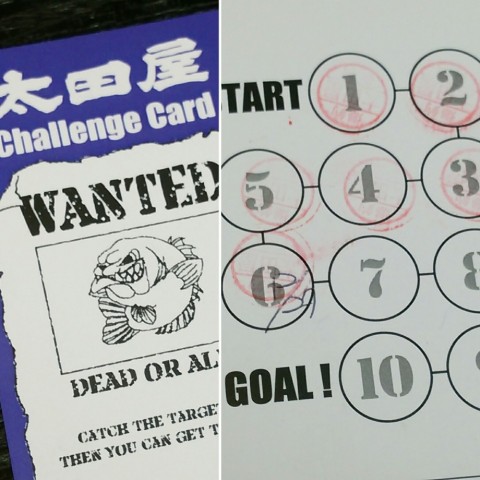 太田屋
Challenge Card
WANTED
DEAD OR AL
CATCH THE TARGET
THEN YOU CAN GET T
TART
1
2
5
4
3
6
7
8
GOAL!
10